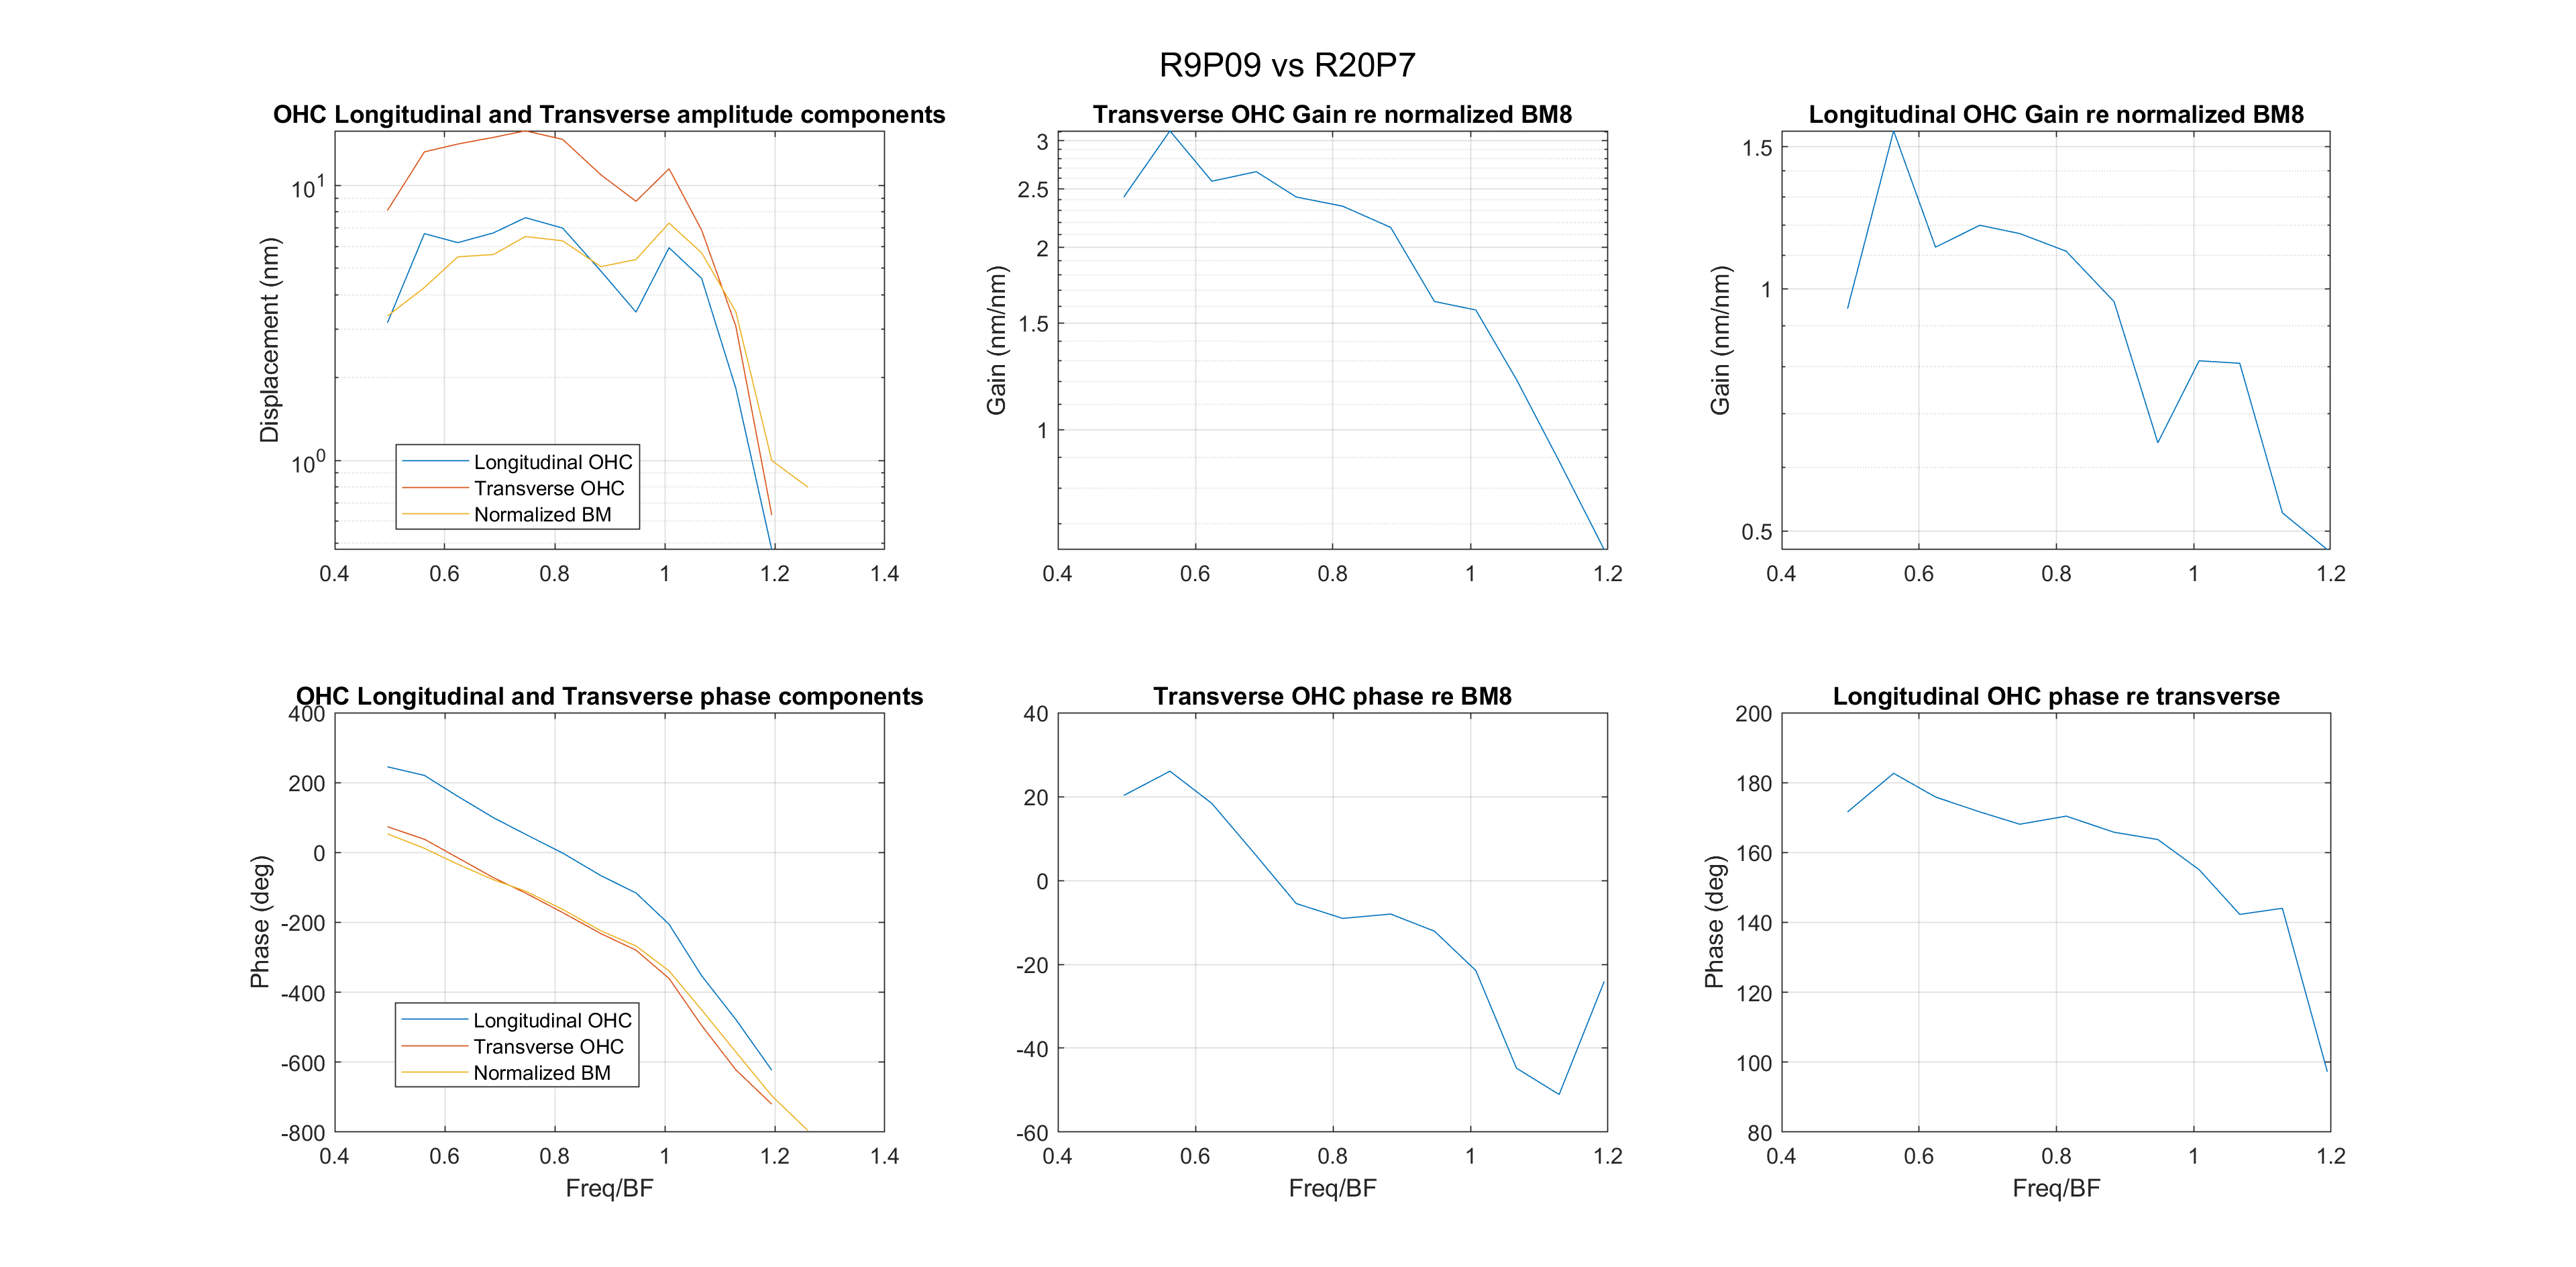 R9P09 vs R20P7
OHC Longitudinal and Transverse amplitude components
Displacement (nm)
10^1
10^0
Longitudinal OHC
Transverse OHC
Normalized BM
0.4 0.6 0.8 1 1.2 1.4
Transverse OHC Gain re normalized BM8
Gain (nm/nm)
3
2.5
2
1.5
1
0.4 0.6 0.8 1 1.2
Longitudinal OHC Gain re normalized BM8
Gain (nm/nm)
1.5
1
0.5
0.4 0.6 0.8 1 1.2
OHC Longitudinal and Transverse phase components
Phase (deg)
400
200
0
-200
-400
-600
-800
Longitudinal OHC
Transverse OHC
Normalized BM
0.4 0.6 0.8 1 1.2 1.4
Freq/BF
Transverse OHC phase re BM8
40
20
0
-20
-40
-60
0.4 0.6 0.8 1 1.2
Freq/BF
Longitudinal OHC phase re transverse
Phase (deg)
200
180
160
140
120
100
80
0.4 0.6 0.8 1 1.2
Freq/BF